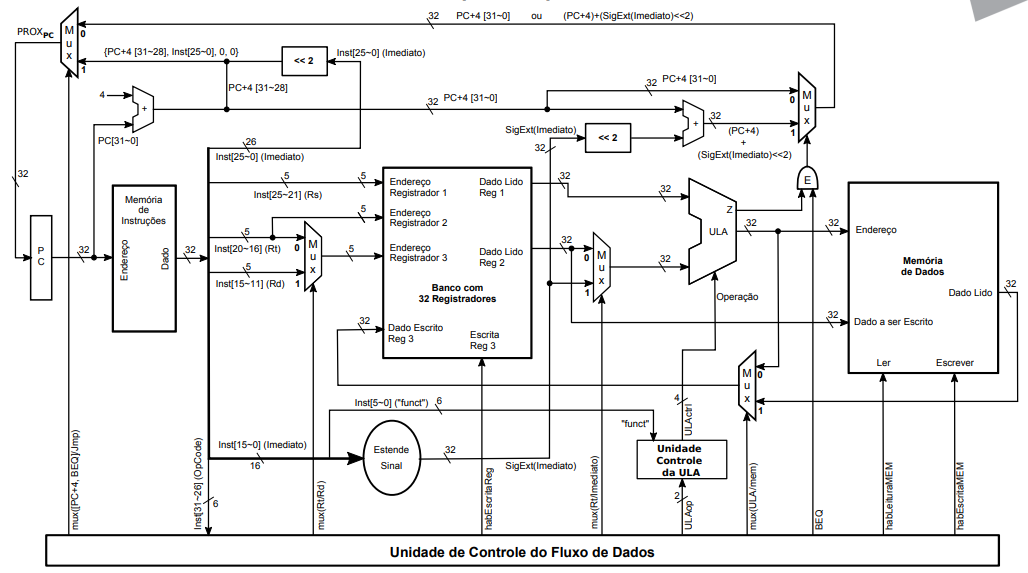 32 PC+4 [31~0] ou (PC+4)+(SigExt(Imediato)<<2)
PROXPC
Mux
0
1
{PC+4 [31~28], Inst[25~0], 0, 0}
<< 2
Inst[25~0] (Imediato)
PC+4 [31~28]
4
+
PC[31~0]
32 PC+4 [31~0]
32 PC+4 [31~0]
0
Mux
1
SigExt(Imediato)
32
<< 2
+
32
(PC+4)
+
(SigExt(Imediato)<<2)
E
26
Inst[25~0] (Imediato)
32
PC
32
Memória
de
Instruções
Endereço
Dado
32
5
5
Inst[25~21] (Rs)
5
Inst[20~16] (Rt)
5
Inst[15~11] (Rd)
0
Mux
1
5
5
Endereço
Registrador 1
Endereço
Registrador 2
Endereço
Registrador 3
Dado Lido
Reg 1
Dado Lido
Reg 2
Banco com
32 Registradores
32
Dado Escrito
Reg 3
Escrita
Reg 3
32
32
32
0
Mux
1
32
Z
ULA
32
Operação
32
32
Endereço
Memória
de Dados
Dado Lido
32
Dado a ser Escrito
Ler
Escrever
Mux
0
1
Inst[5~0] ("funct")
6
"funct"
4
ULActrl
Unidade
Controle
da ULA
2
ULAop
Inst[15~0] (Imediato)
16
Estende
Sinal
32
SigExt(Imediato)
6
mux([PC+4, BEQ]/Jmp)
Inst[31~26] (OpCode)
mux(Rt/Rd)
habEscritaReg
mux(Rt/Imediato)
mux(ULA/mem)
BEQ
habLeituraMEM
habEscritaMEM
Unidade de Controle do Fluxo de Dados